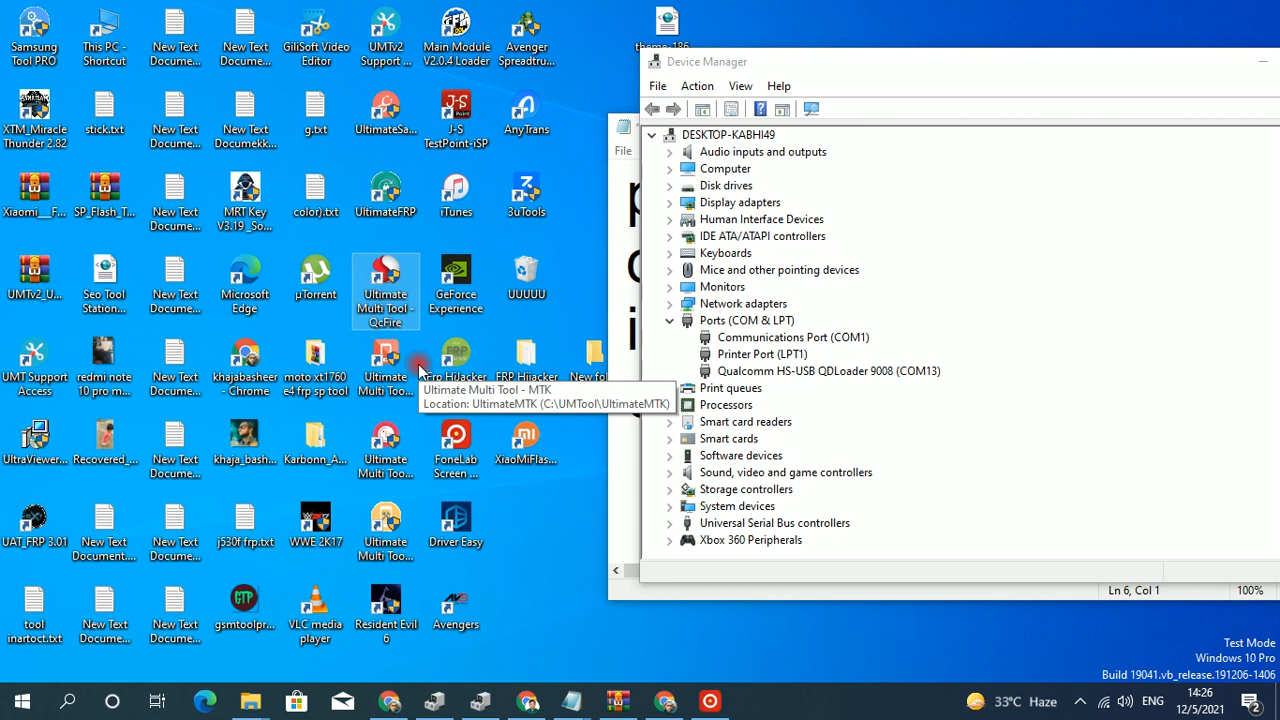 Samsung
Tool PRO
This PC -
Shortcut
New Text
Docume...
New Text
Docume...
GiliSoft Video
Editor
UMTv2
Support ...
Main Module
V2.0.4 Loader
Avenger
Spreadtru...
XTM_Miracle
Thunder 2.82
stick.txt
New Text
Docume...
New Text
Documekk...
g.txt
UltimateSa...
J-S
TestPoint-iSP
AnyTrans
Xiaomi___F...
SP_Flash_T...
New Text
Docume...
MRT Key
V3.19 _So...
color).txt
UltimateFRP
iTunes
3uTools
UMTv2_U...
Seo Tool
Station...
New Text
Docume...
Microsoft
Edge
µTorrent
Ultimate
Multi Tool -
QcFire
GeForce
Experience
UUUUU
UMT Support
Access
redmi note
10 pro m...
New Text
Docume...
khajabasheer
- Chrome
moto xt1760
e4 frp sp tool
Ultimate
Multi Too...
Frp HiJacker
FRP Hijacker
New fol
Ultimate Multi Tool - MTK
Location: UltimateMTK (C:\UMTool\UltimateMTK)
UltraViewer...
Recovered_...
New Text
Docume...
khaja_bash...
Karbonn_A...
Ultimate
Multi Too...
FoneLab
Screen ...
XiaoMiFlas...
UAT_FRP 3.01
New Text
Document....
New Text
Docume...
j530f frp.txt
WWE 2K17
Ultimate
Multi Too...
Driver Easy
tool
inartoct.txt
New Text
Docume...
New Text
Docume...
gsmtoolpr...
VLC media
player
Resident Evil
6
Avengers
Device Manager
File Action View Help
DESKTOP-KABHI49
Audio inputs and outputs
Computer
Disk drives
Display adapters
Human Interface Devices
IDE ATA/ATAPI controllers
Keyboards
Mice and other pointing devices
Monitors
Network adapters
Ports (COM & LPT)
Communications Port (COM1)
Printer Port (LPT1)
Qualcomm HS-USB QDLoader 9008 (COM13)
Print queues
Processors
Smart card readers
Smart cards
Software devices
Sound, video and game controllers
Storage controllers
System devices
Universal Serial Bus controllers
Xbox 360 Peripherals
File
Ln 6, Col 1
100%
Test Mode
Windows 10 Pro
Build 19041.vb_release.191206-1406
33°C Haze
ENG
14:26
12/5/2021
2